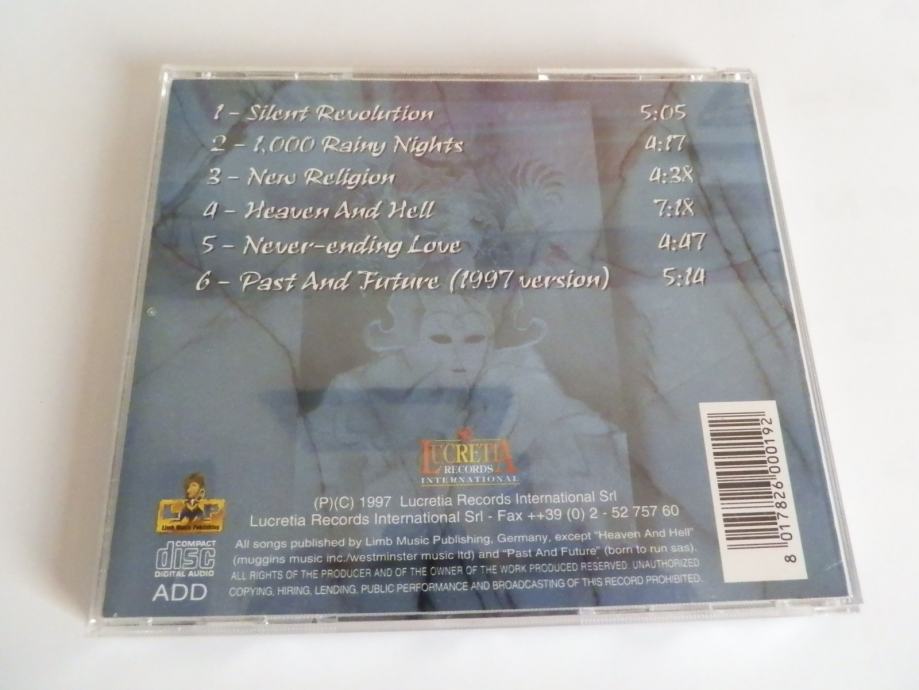 1 - Silent Revolution 5:05
2 - 1,000 Rainy Nights 4:17
3 - New Religion 4:38
4 - Heaven And Hell 7:18
5 - Never-ending Love 4:47
6 - Past And Future (1997 version) 5:14
LUCRETIA
RECORDS
INTERNATIONAL
(P)(C) 1997 Lucretia Records International Srl
Lucretia Records International Srl - Fax ++39 (0) 2 - 52 757 60
LMP
Limb Music Publishing
All songs published by Limb Music Publishing, Germany, except "Heaven And Hell"
(muggins music inc./westminster music ltd) and "Past And Future" (born to run sas).
ALL RIGHTS OF THE PRODUCER AND OF THE OWNER OF THE WORK PRODUCED RESERVED. UNAUTHORIZED
COPYING, HIRING, LENDING, PUBLIC PERFORMANCE AND BROADCASTING OF THIS RECORD PROHIBITED.
COMPACT
disc
DIGITAL AUDIO
ADD
8 017826 000192